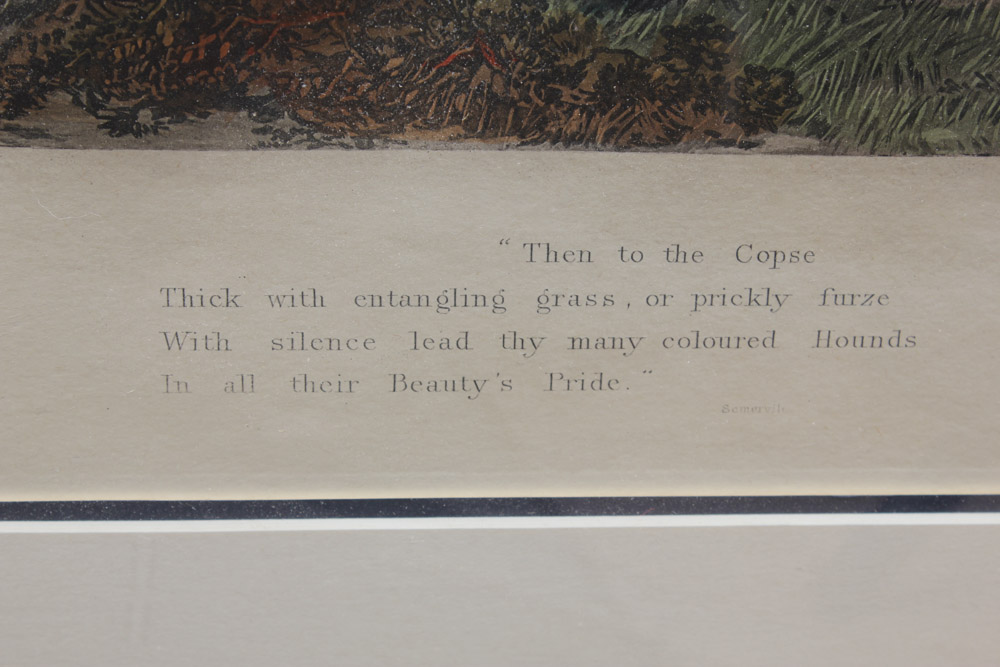 “ Then to the Copse
Thick with entangling grass, or prickly furze
With silence lead thy many coloured Hounds
In all their Beauty's Pride.”
Somervile